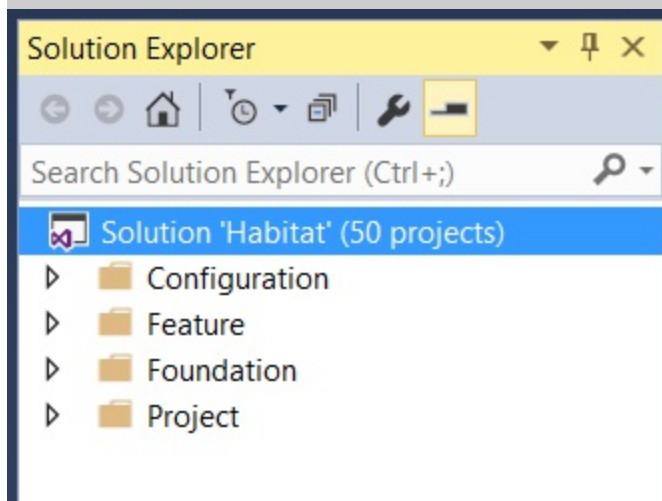 Solution Explorer
Search Solution Explorer (Ctrl+;)
Solution 'Habitat' (50 projects)
Configuration
Feature
Foundation
Project